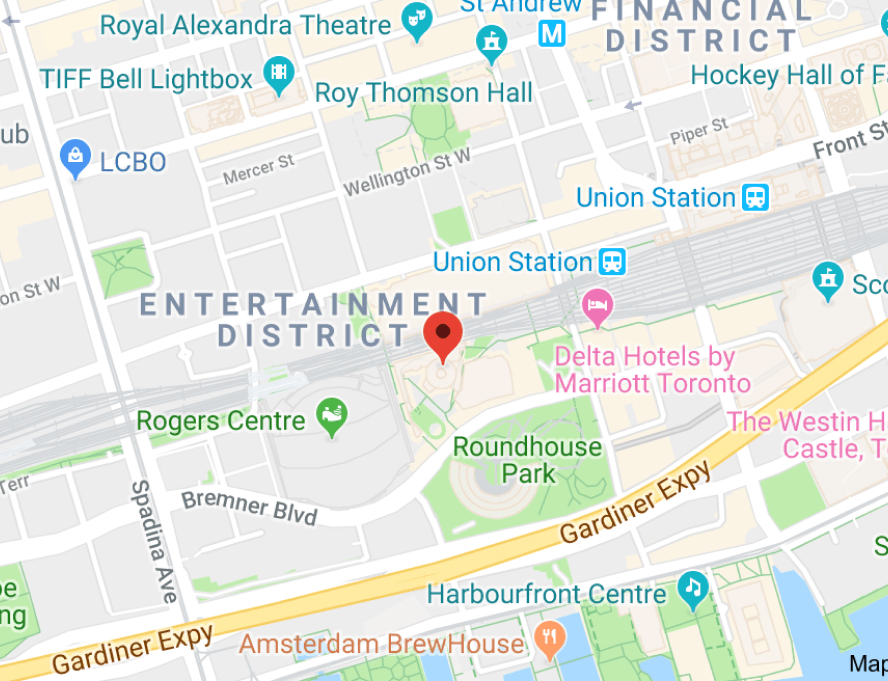 St Andrew
FINANCIAL
DISTRICT
Royal Alexandra Theatre
M
TIFF Bell Lightbox
Roy Thomson Hall
Hockey Hall of Fa
ub
LCBO
Mercer St
Wellington St W
Piper St
Front St
Union Station
Union Station
on St W
ENTERTAINMENT
DISTRICT
Sco
Delta Hotels by
Marriott Toronto
Rogers Centre
The Westin H
Castle, T
Roundhouse
Park
Terr
Bremner Blvd
Spadina Ave
Gardiner Expy
S
Harbourfront Centre
pe
ng
Gardiner Expy
Amsterdam BrewHouse
Map